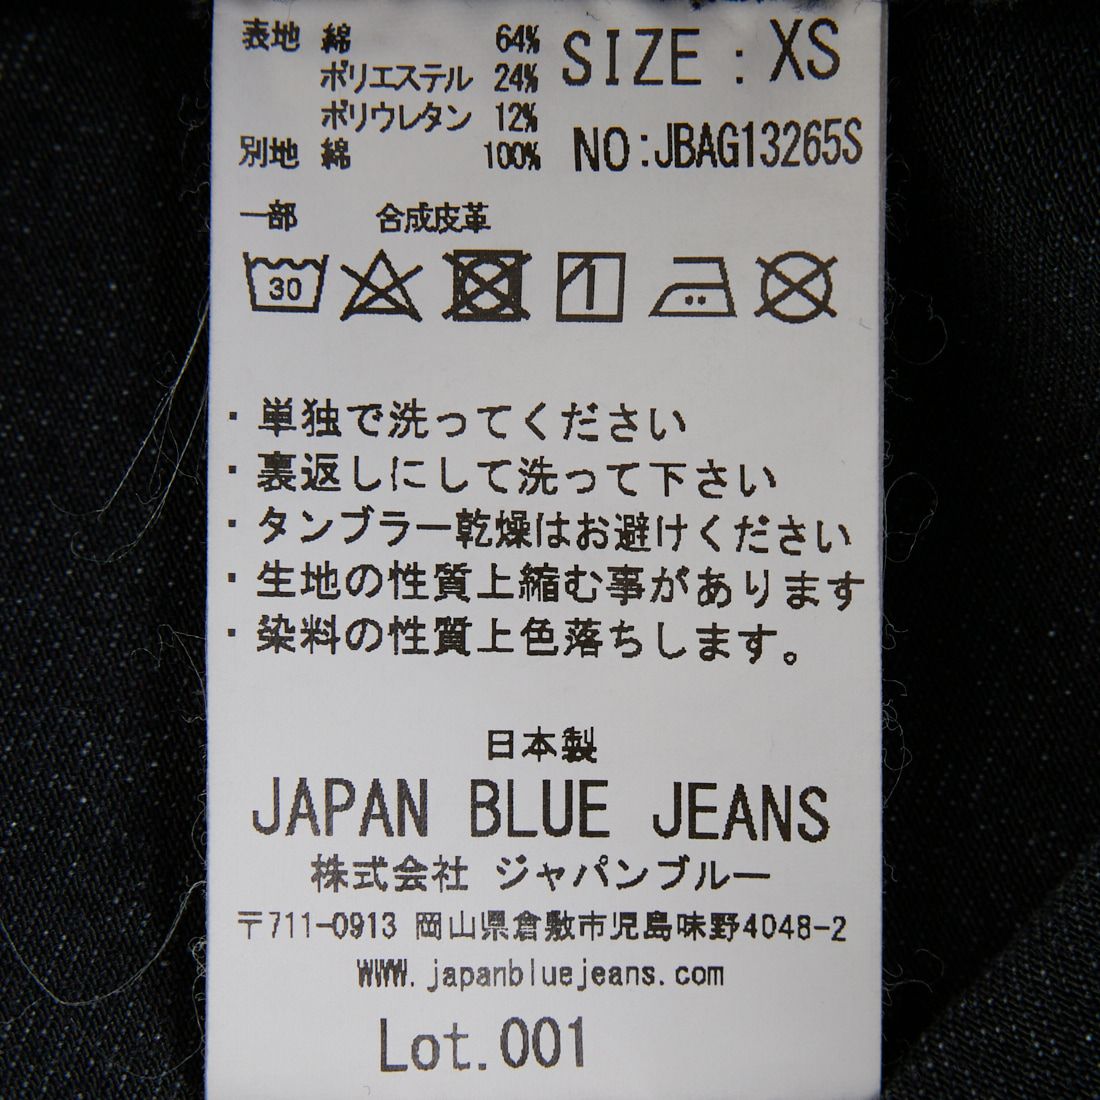 表地 綿 64% SIZE : XS
ポリエステル 24%
ポリウレタン 12%
別地 綿 100% NO:JBAG13265S
一部 合成皮革
30
・単独で洗ってください
・裏返しにして洗って下さい
・タンブラー乾燥はお避けください
・生地の性質上縮む事があります
・染料の性質上色落ちします。
日本製
JAPAN BLUE JEANS
株式会社 ジャパンブルー
〒711-0913 岡山県倉敷市児島味野4048-2
WWW.japanbluejeans.com
Lot.001